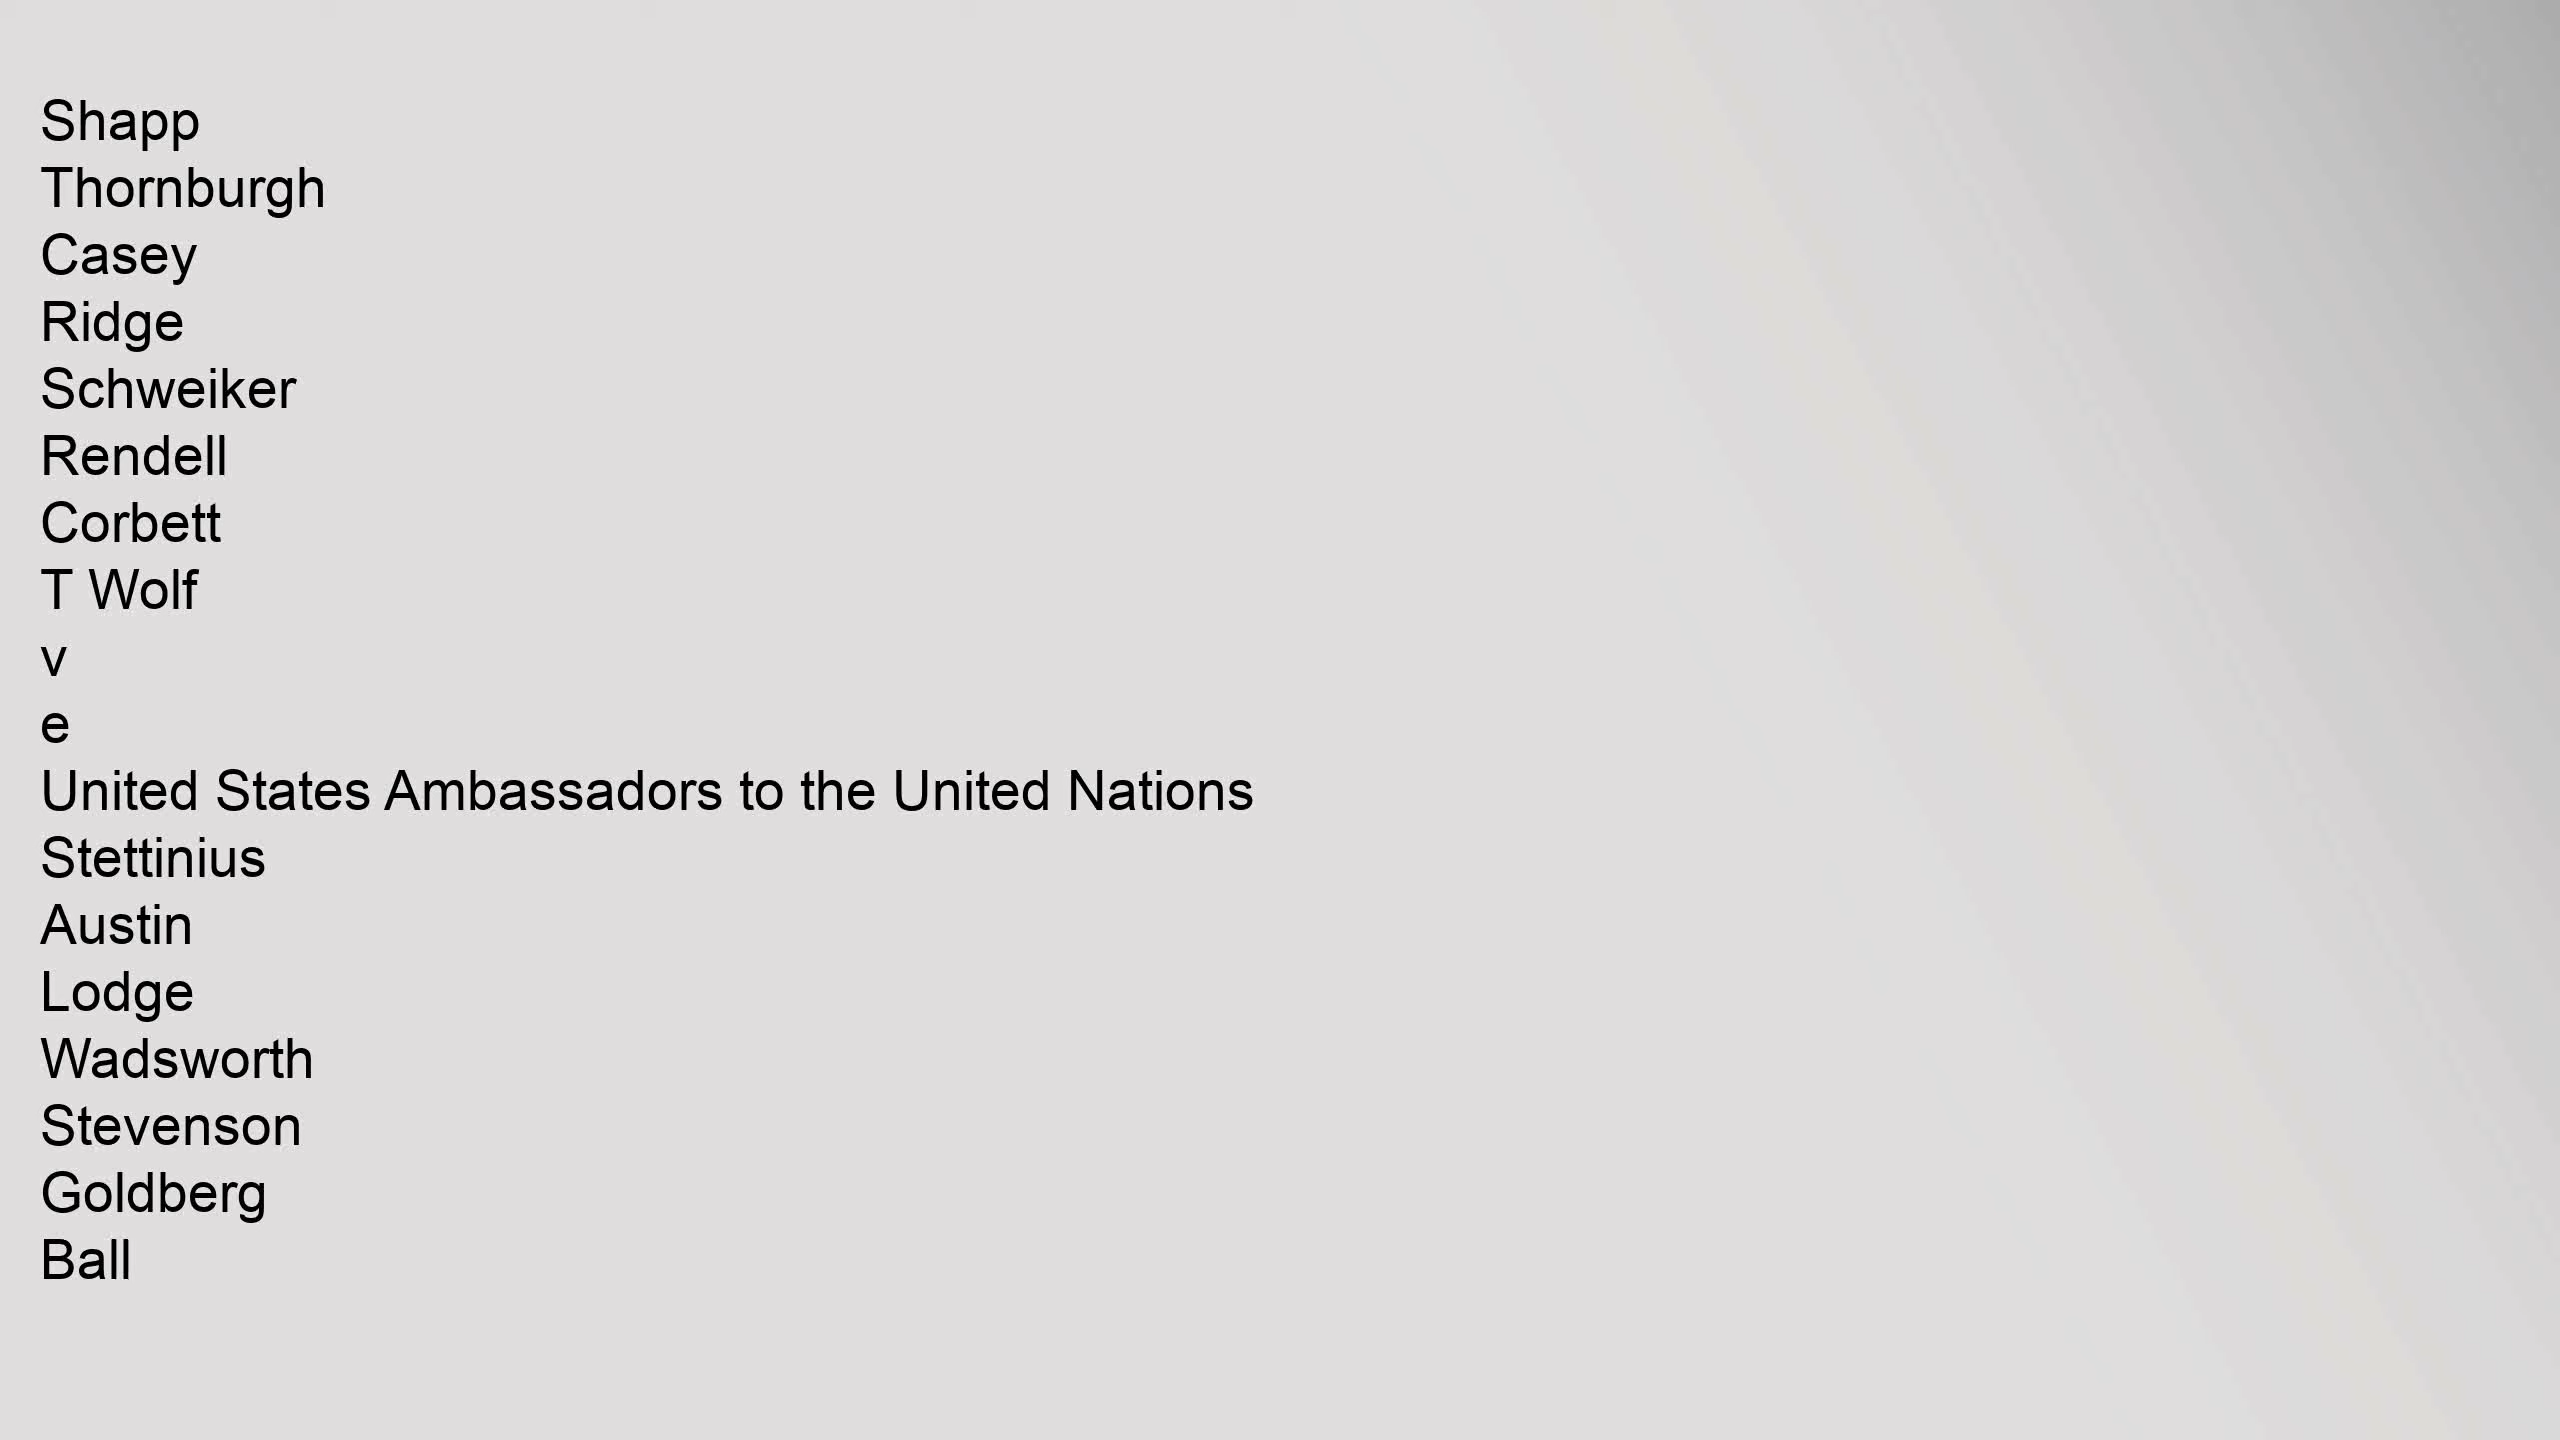 Shapp
Thornburgh
Casey
Ridge
Schweiker
Rendell
Corbett
T Wolf
v
e
United States Ambassadors to the United Nations
Stettinius
Austin
Lodge
Wadsworth
Stevenson
Goldberg
Ball